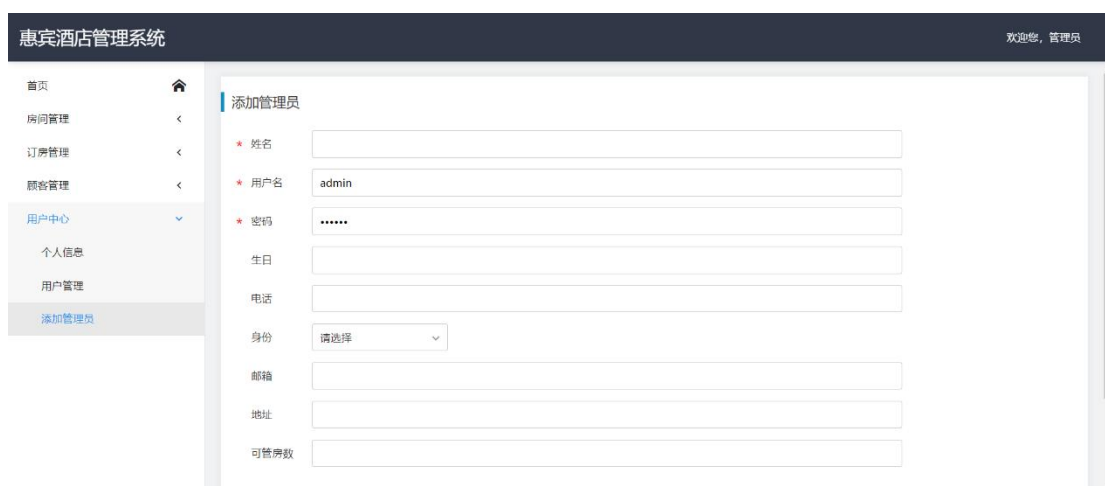 惠宾酒店管理系统
欢迎您，管理员
首页
房间管理
订房管理
顾客管理
用户中心
个人信息
用户管理
添加管理员
添加管理员
* 姓名
* 用户名 admin
* 密码 ••••••
生日
电话
身份 请选择
邮箱
地址
可管房数